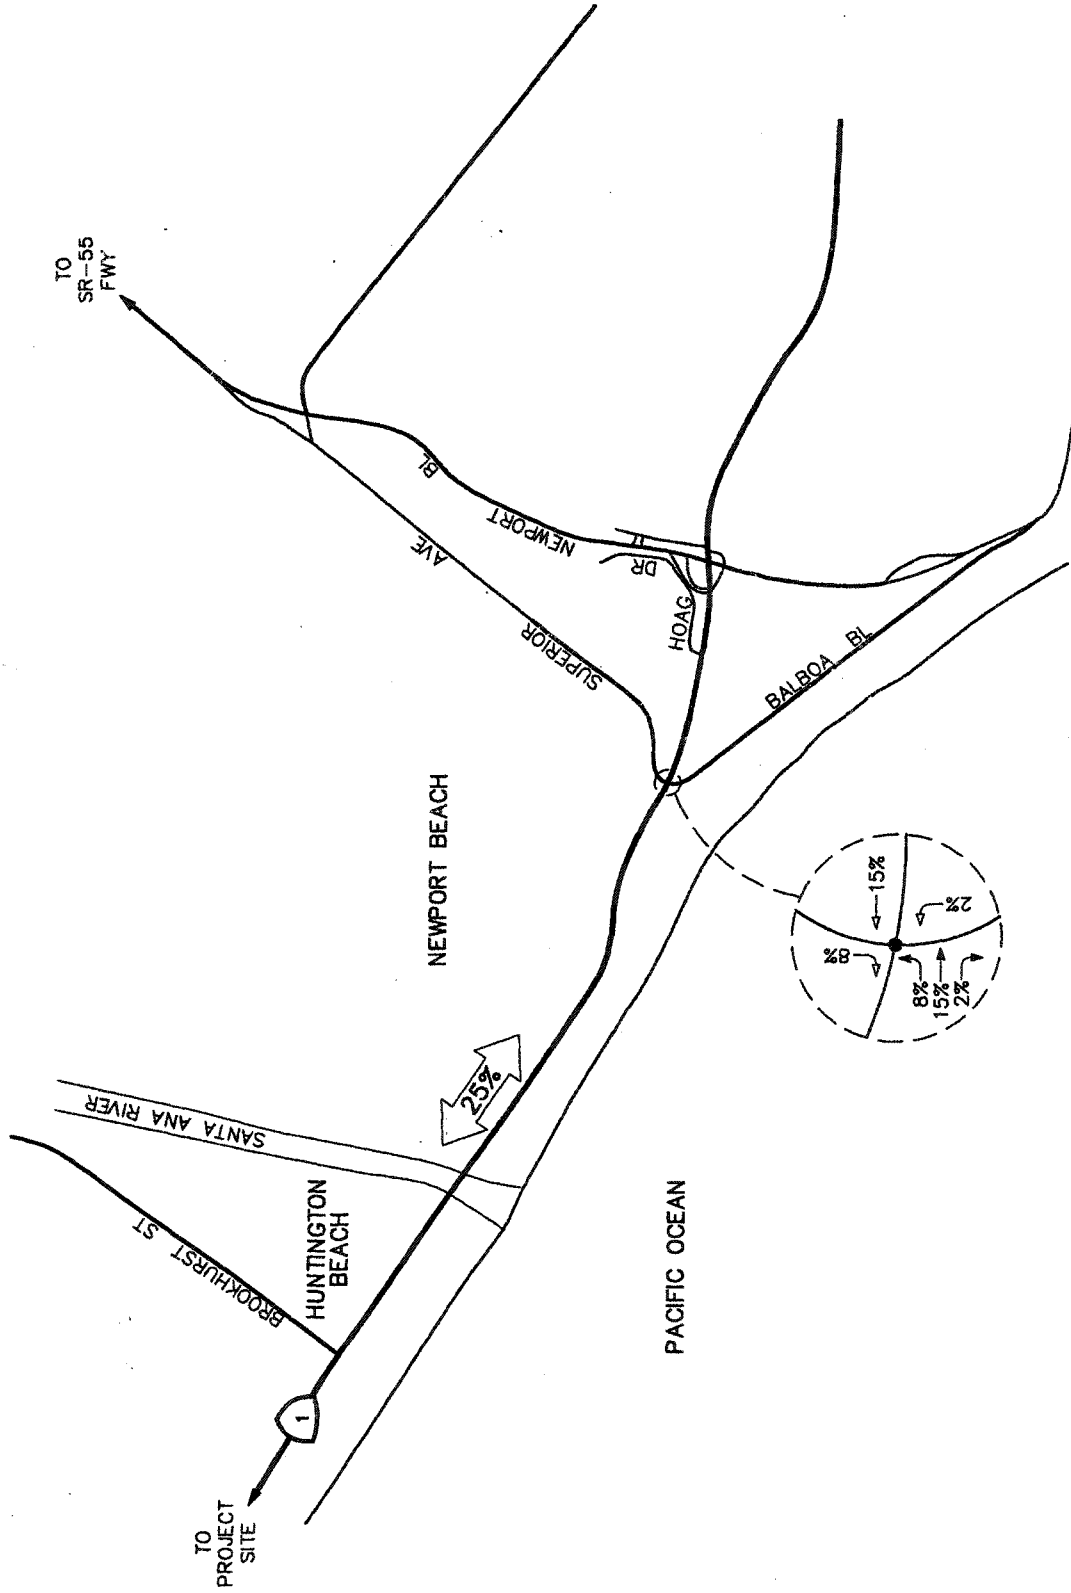 TO
SR-55
FWY
AVE
SUPERIOR
BL
NEWPORT
DR
HOAG
BALBOA BL
NEWPORT BEACH
SANTA ANA RIVER
BROOKHURST ST
HUNTINGTON
BEACH
25%
PACIFIC OCEAN
1
TO
PROJECT
SITE
8%
15%
2%
8%
15%
2%